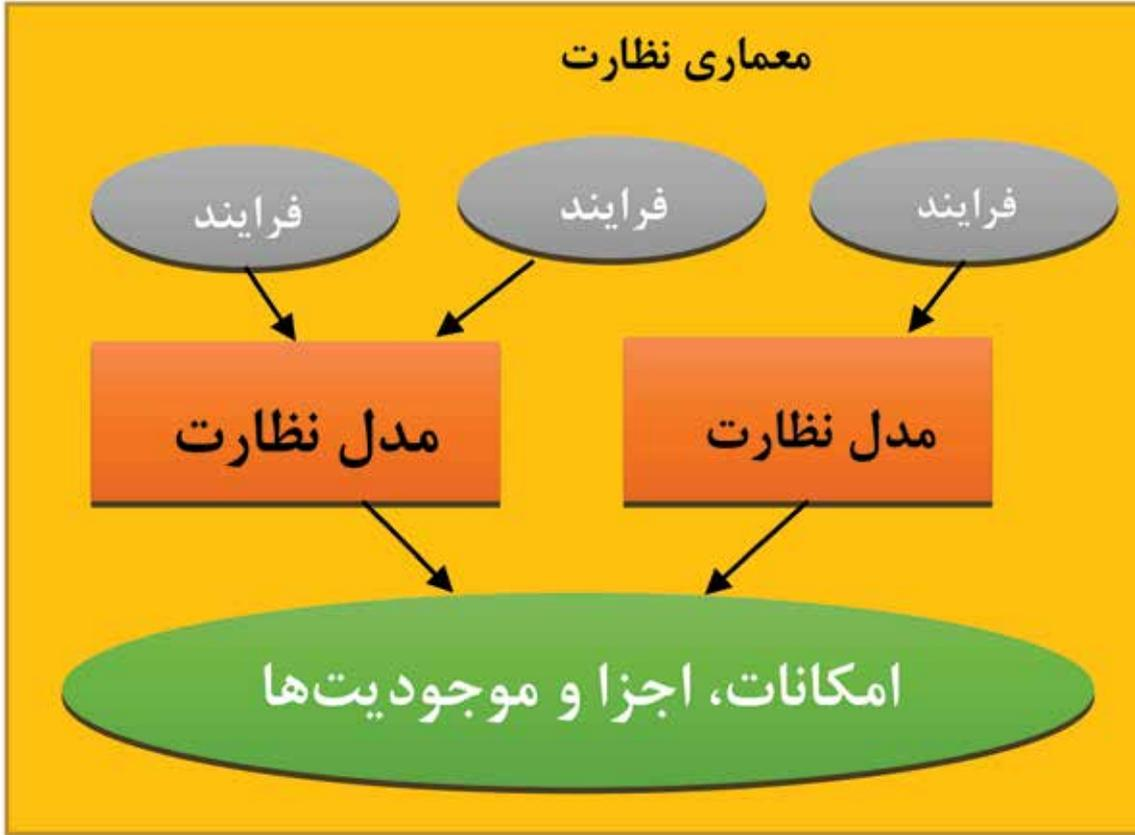 معماری نظارت
فرایند
فرایند
فرایند
مدل نظارت
مدل نظارت
امکانات، اجزا و موجودیت‌ها